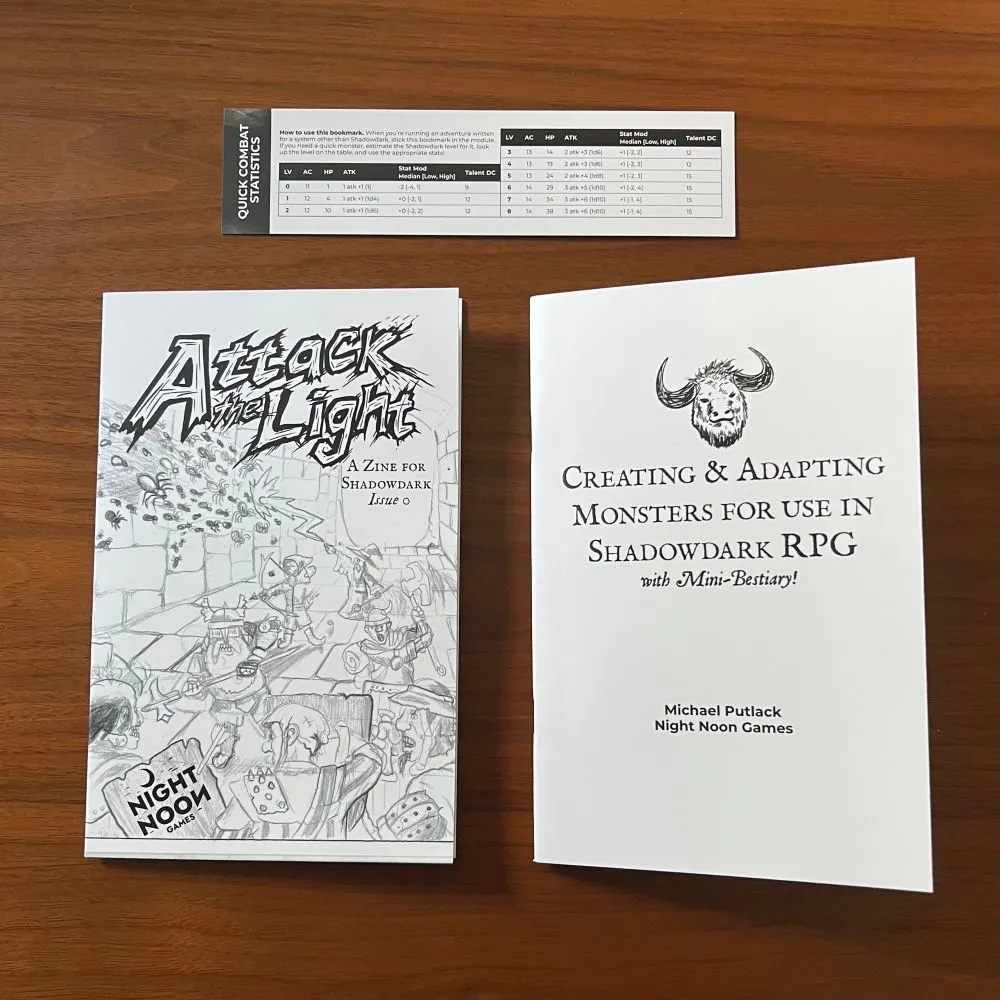 QUICK COMBAT
STATISTICS
How to use this bookmark. When you're running an adventure written
for a system other than Shadowdark, stick this bookmark in the module.
If you need a quick monster, estimate the Shadowdark level for it, look
up the level on the table, and use the appropriate stats!
LV AC HP ATK Stat Mod Median [Low, High] Talent DC
0 11 1 1 atk +1 (1) -2 [-4, 1] 9
1 12 4 1 atk +1 (1d4) +0 [-2, 1] 12
2 12 10 1 atk +1 (1d6) +0 [-2, 2] 12
LV AC HP ATK Stat Mod Median [Low, High] Talent DC
3 13 14 2 atk +3 (1d6) +1 [-2, 2] 12
4 13 19 2 atk +3 (1d6) +1 [-2, 3] 12
5 13 24 2 atk +4 (1d8) +1 [-2, 3] 15
6 14 29 3 atk +5 (1d10) +1 [-2, 4] 15
7 14 34 3 atk +6 (1d10) +1 [-1, 4] 15
8 14 38 3 atk +6 (1d10) +1 [-1, 4] 15
Attack
the Light
A Zine for
Shadowdark
Issue 0
NIGHT
NOON
GAMES
Creating & Adapting
Monsters for use in
Shadowdark RPG
with Mini-Bestiary!
Michael Putlack
Night Noon Games